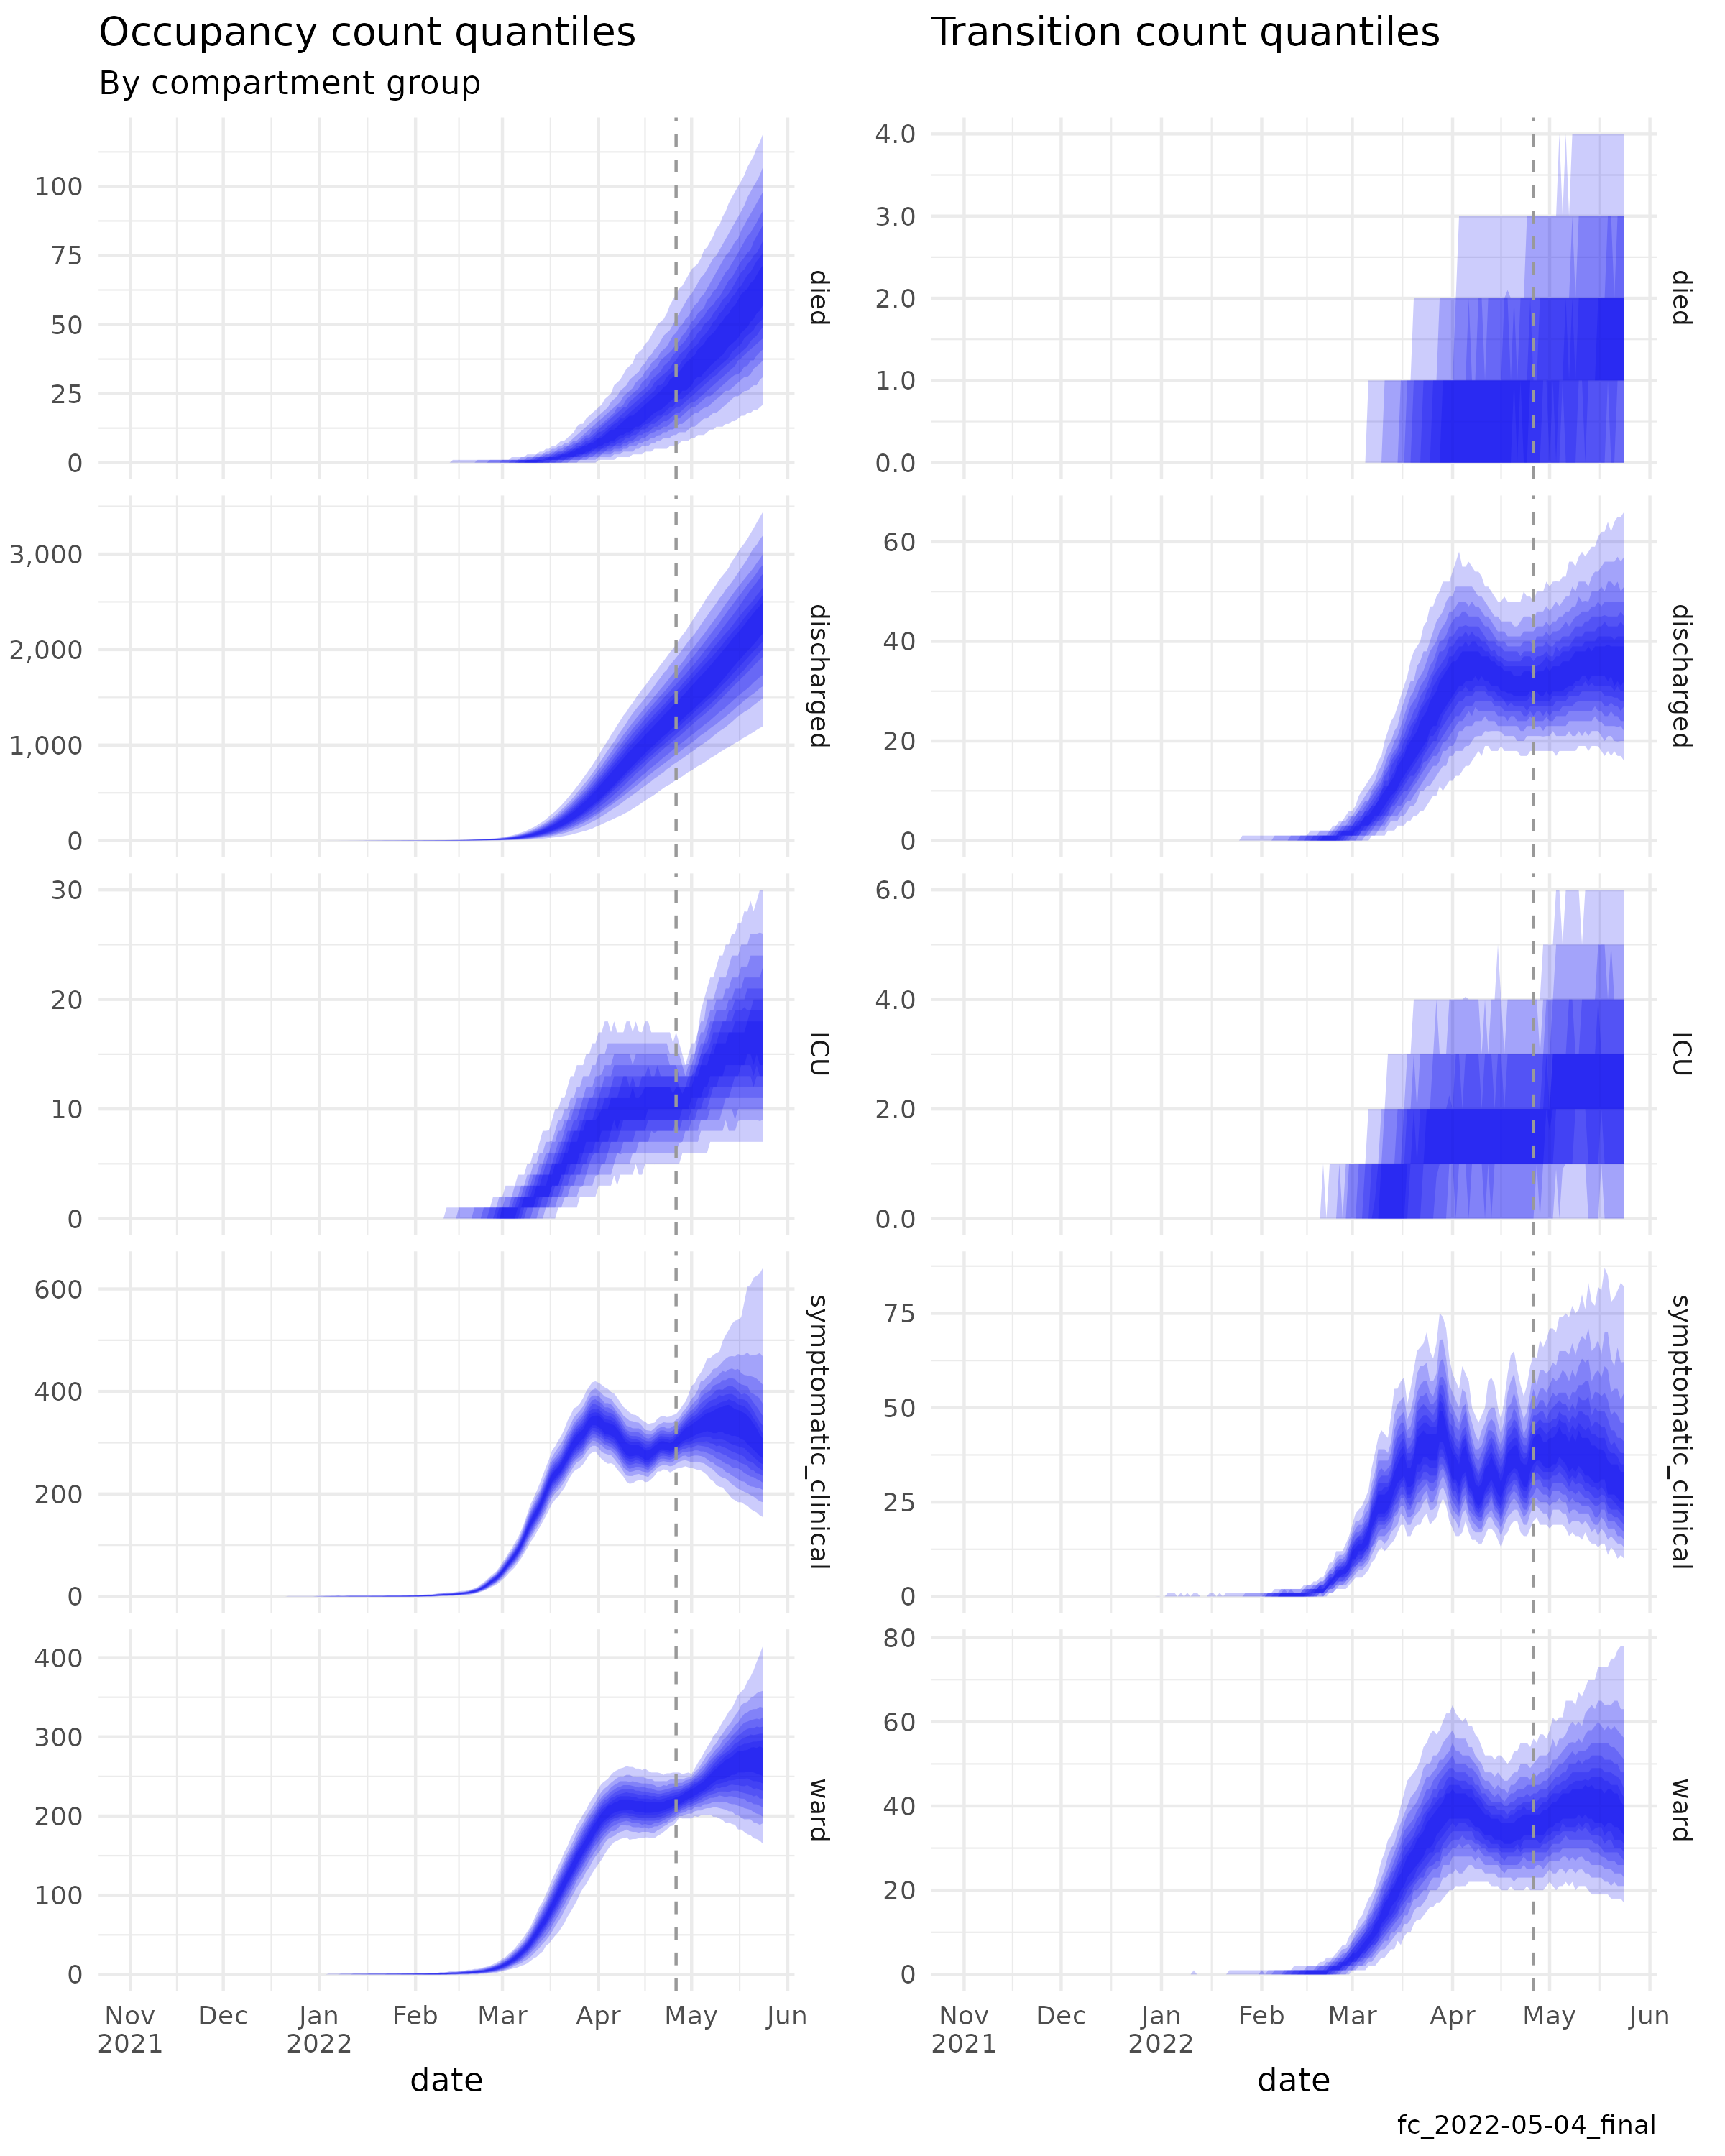 Occupancy count quantiles
By compartment group
100
75
50
25
0
died
3,000
2,000
1,000
0
discharged
30
20
10
0
ICU
600
400
200
0
symptomatic_clinical
400
300
200
100
0
ward
Nov Dec Jan Feb Mar Apr May Jun
2021 2022
date
Transition count quantiles
4.0
3.0
2.0
1.0
0.0
died
60
40
20
0
discharged
6.0
4.0
2.0
0.0
ICU
75
50
25
0
symptomatic_clinical
80
60
40
20
0
ward
Nov Dec Jan Feb Mar Apr May Jun
2021 2022
date
fc_2022-05-04_final